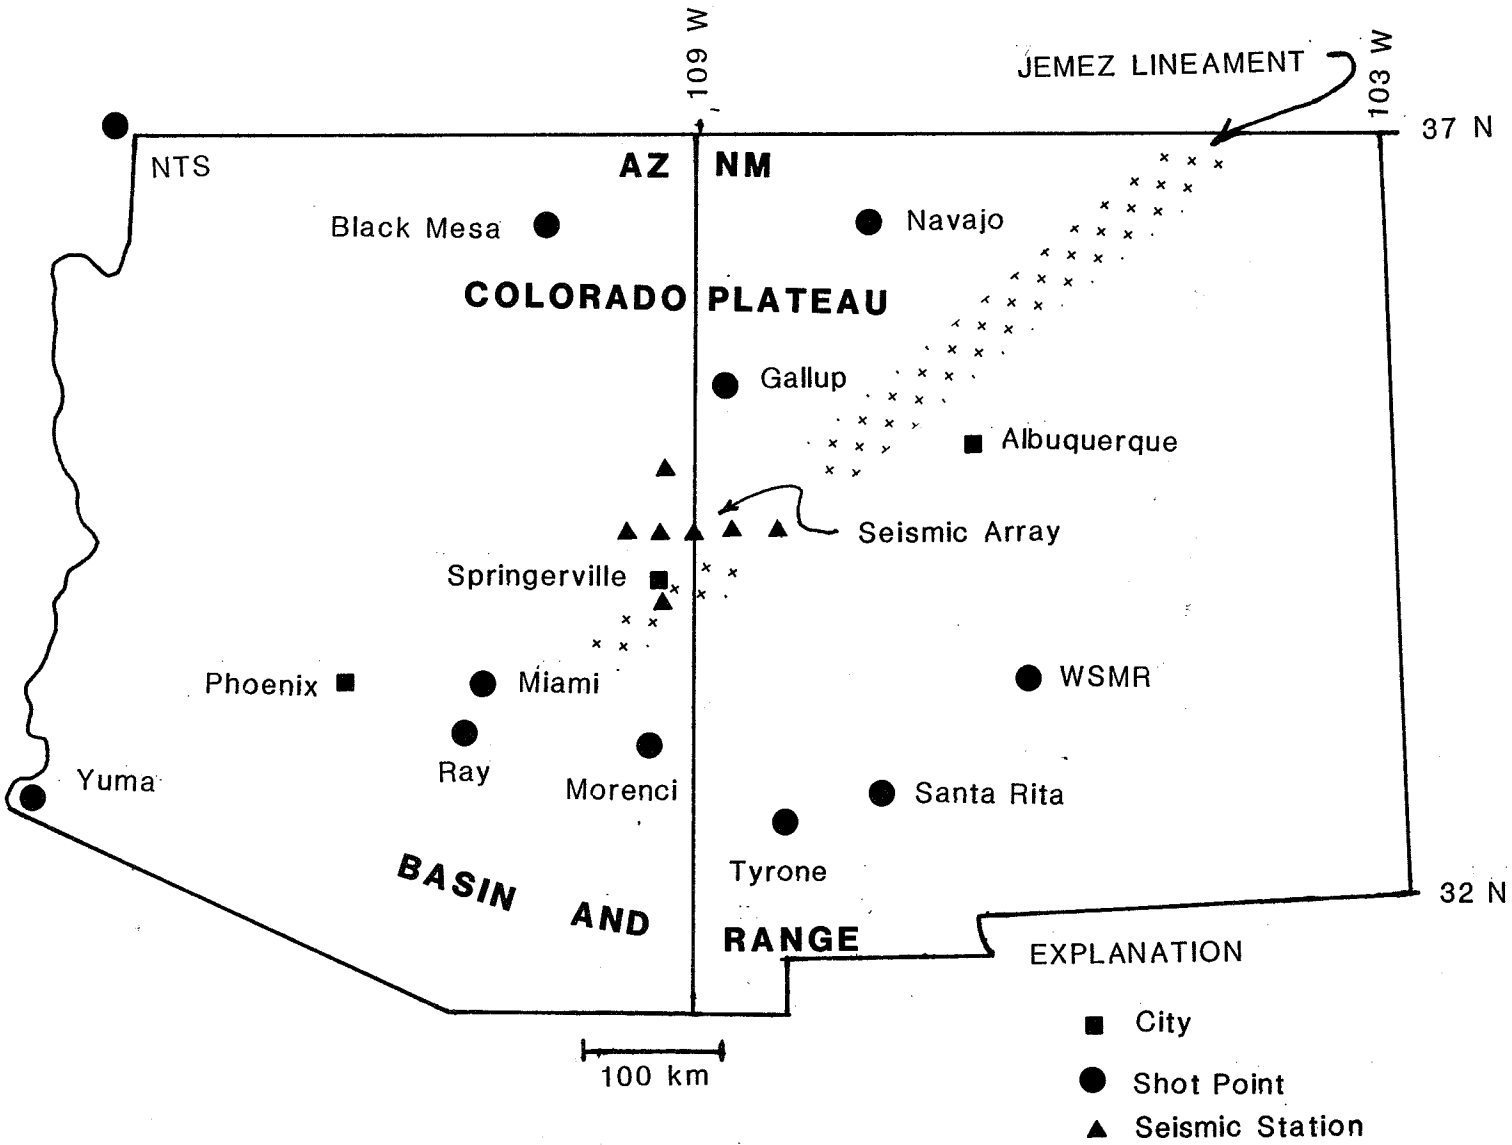 109 W
JEMEZ LINEAMENT
103 W
37 N
NTS
AZ NM
Black Mesa
Navajo
COLORADO PLATEAU
Gallup
Albuquerque
Seismic Array
Springerville
Phoenix
Miami
WSMR
Ray
Yuma
Morenci
Santa Rita
Tyrone
BASIN AND RANGE
32 N
EXPLANATION
City
Shot Point
Seismic Station
100 km